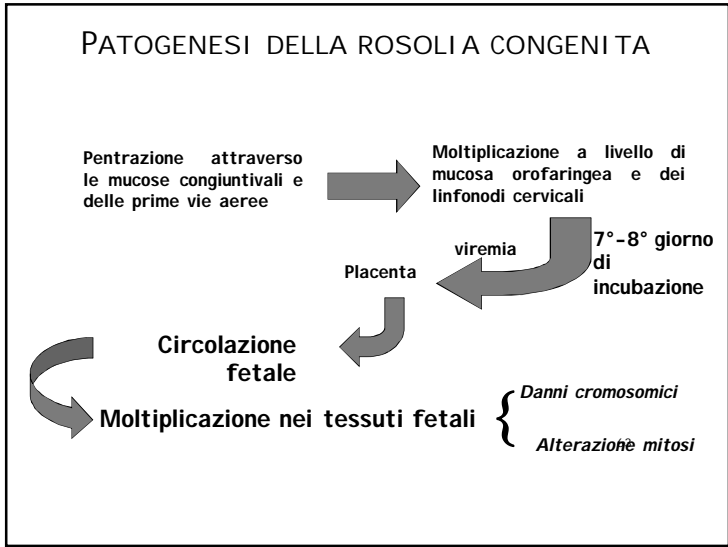 PATOGENESI DELLA ROSOLIA CONGENITA
Pentrazione attraverso
le mucose congiuntivali e
delle prime vie aeree
Moltiplicazione a livello di
mucosa orofaringea e dei
linfonodi cervicali
7°-8° giorno
di
incubazione
viremia
Placenta
Circolazione
fetale
Moltiplicazione nei tessuti fetali
Danni cromosomici
Alterazione mitosi